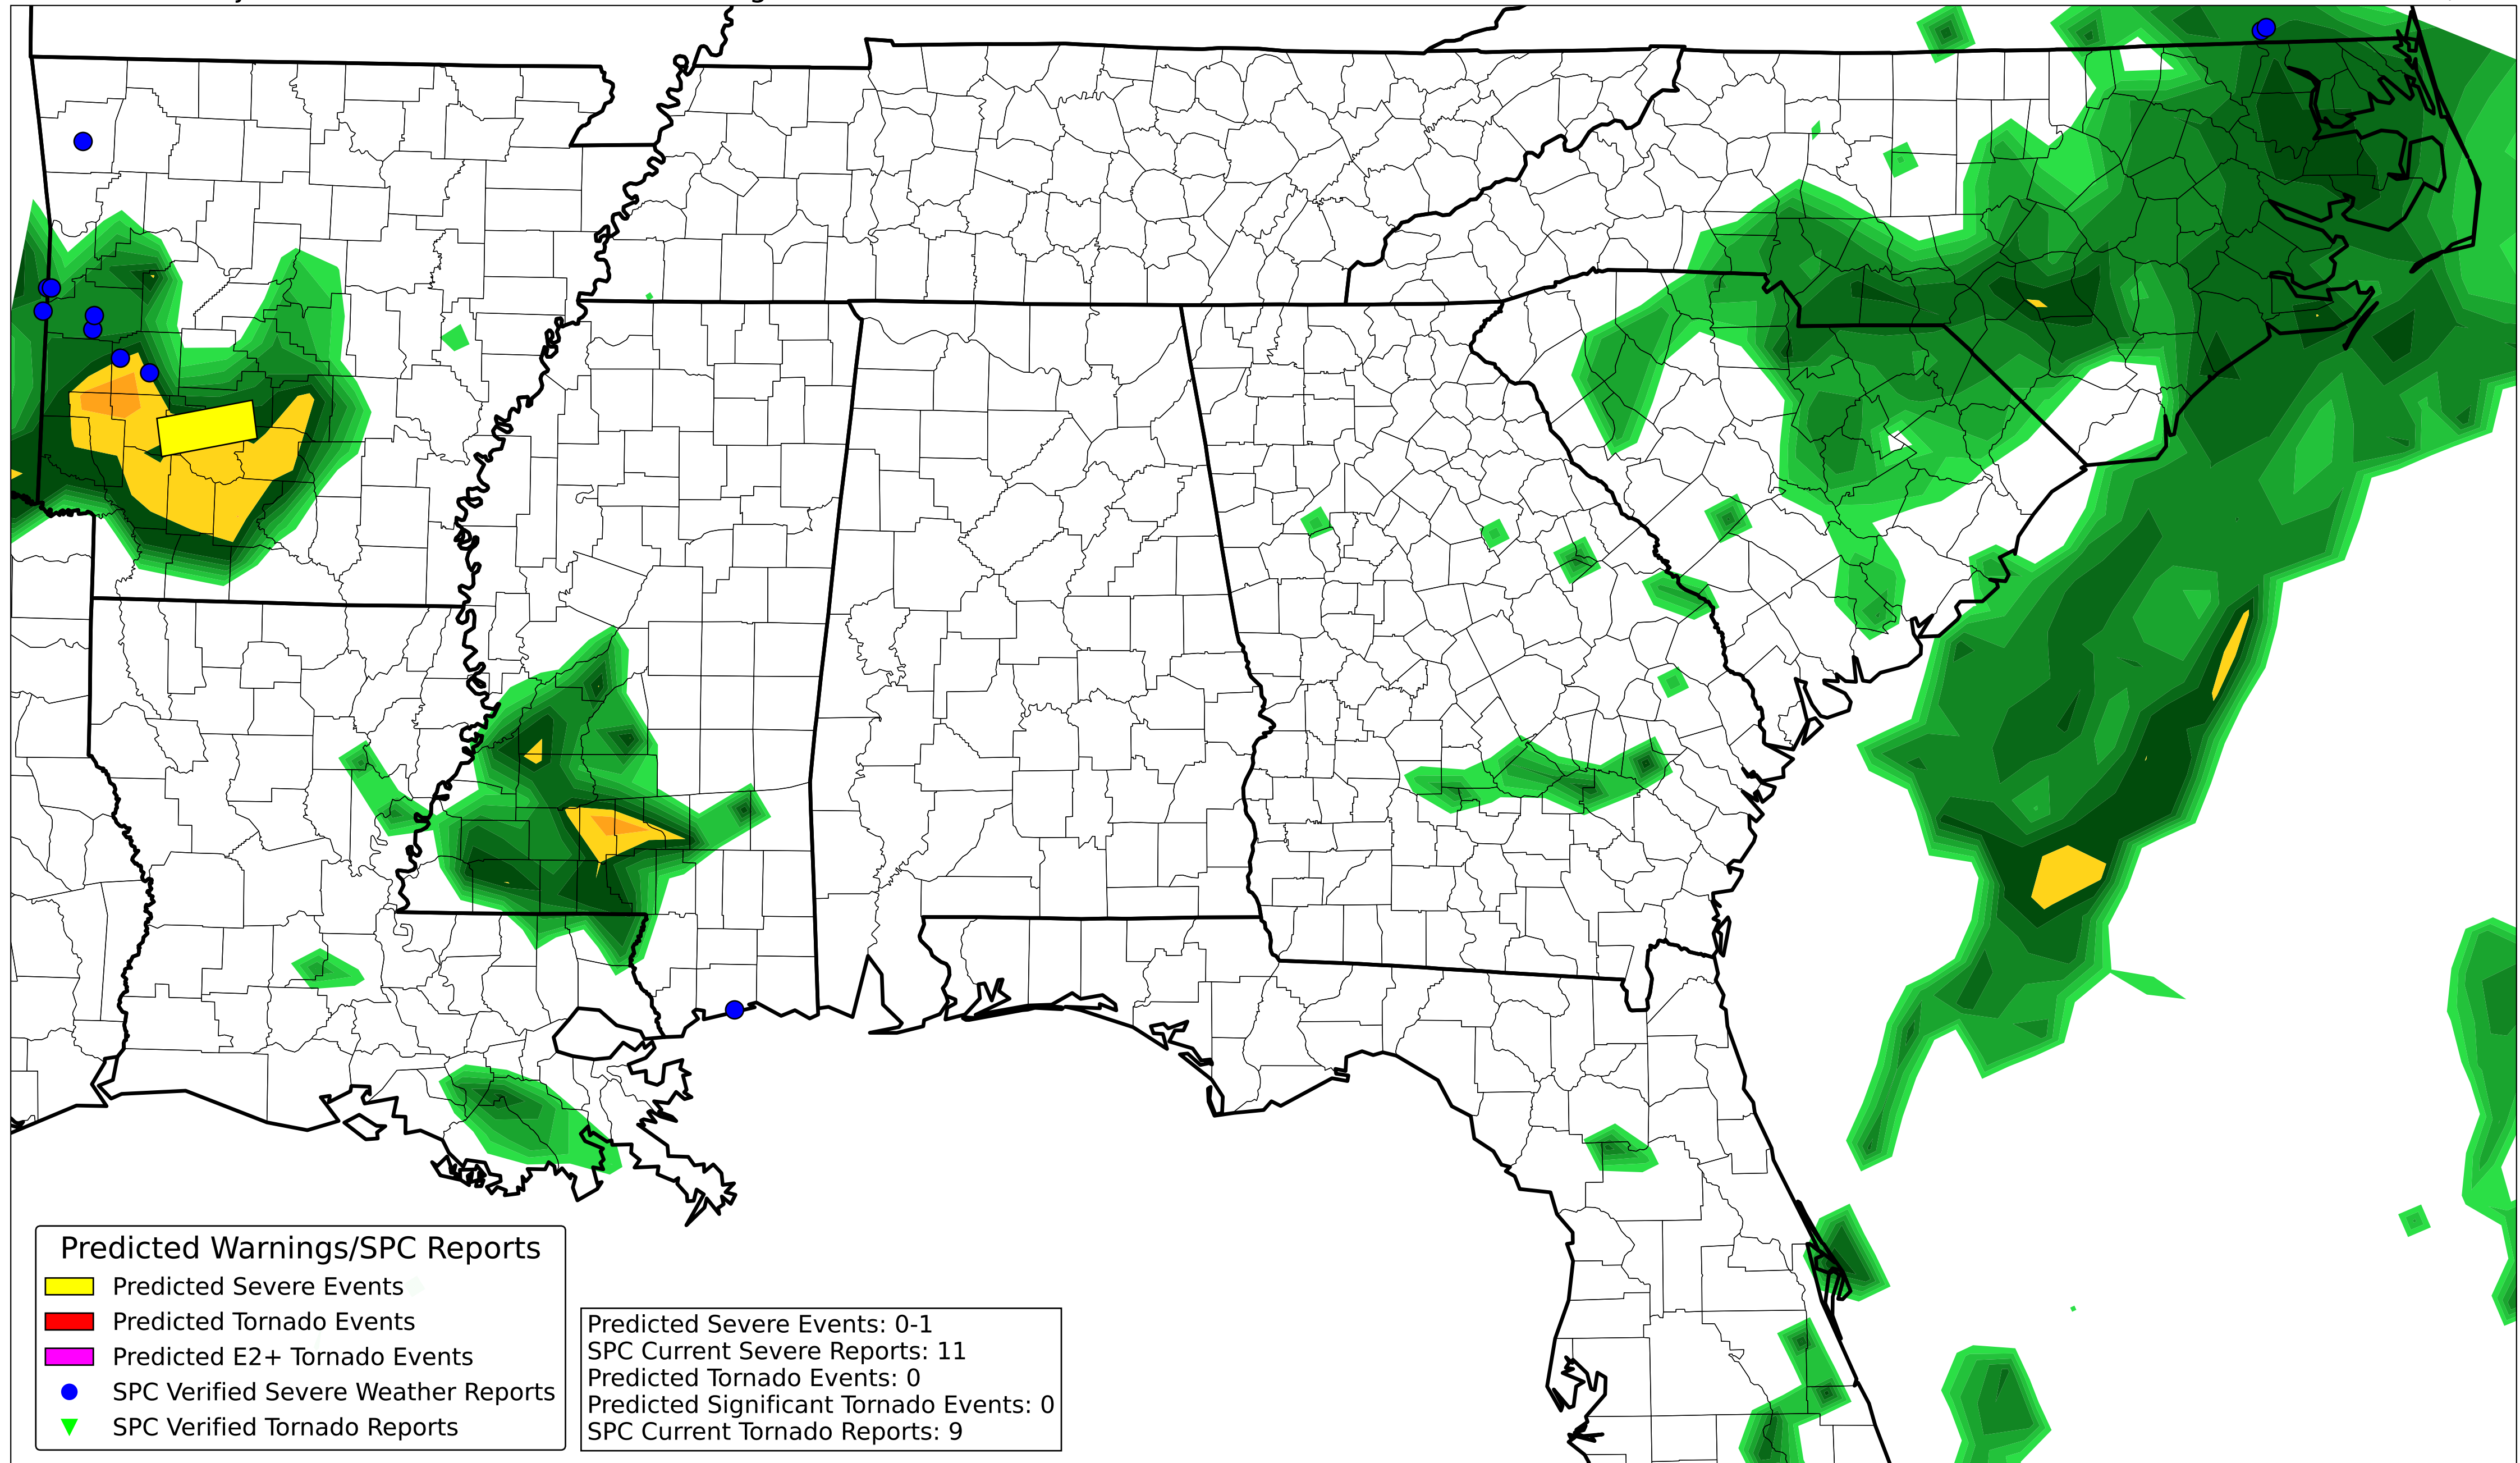 Predicted Warnings/SPC Reports
Predicted Severe Events
Predicted Tornado Events
Predicted E2+ Tornado Events
SPC Verified Severe Weather Reports
SPC Verified Tornado Reports
Predicted Severe Events: 0-1
SPC Current Severe Reports: 11
Predicted Tornado Events: 0
Predicted Significant Tornado Events: 0
SPC Current Tornado Reports: 9